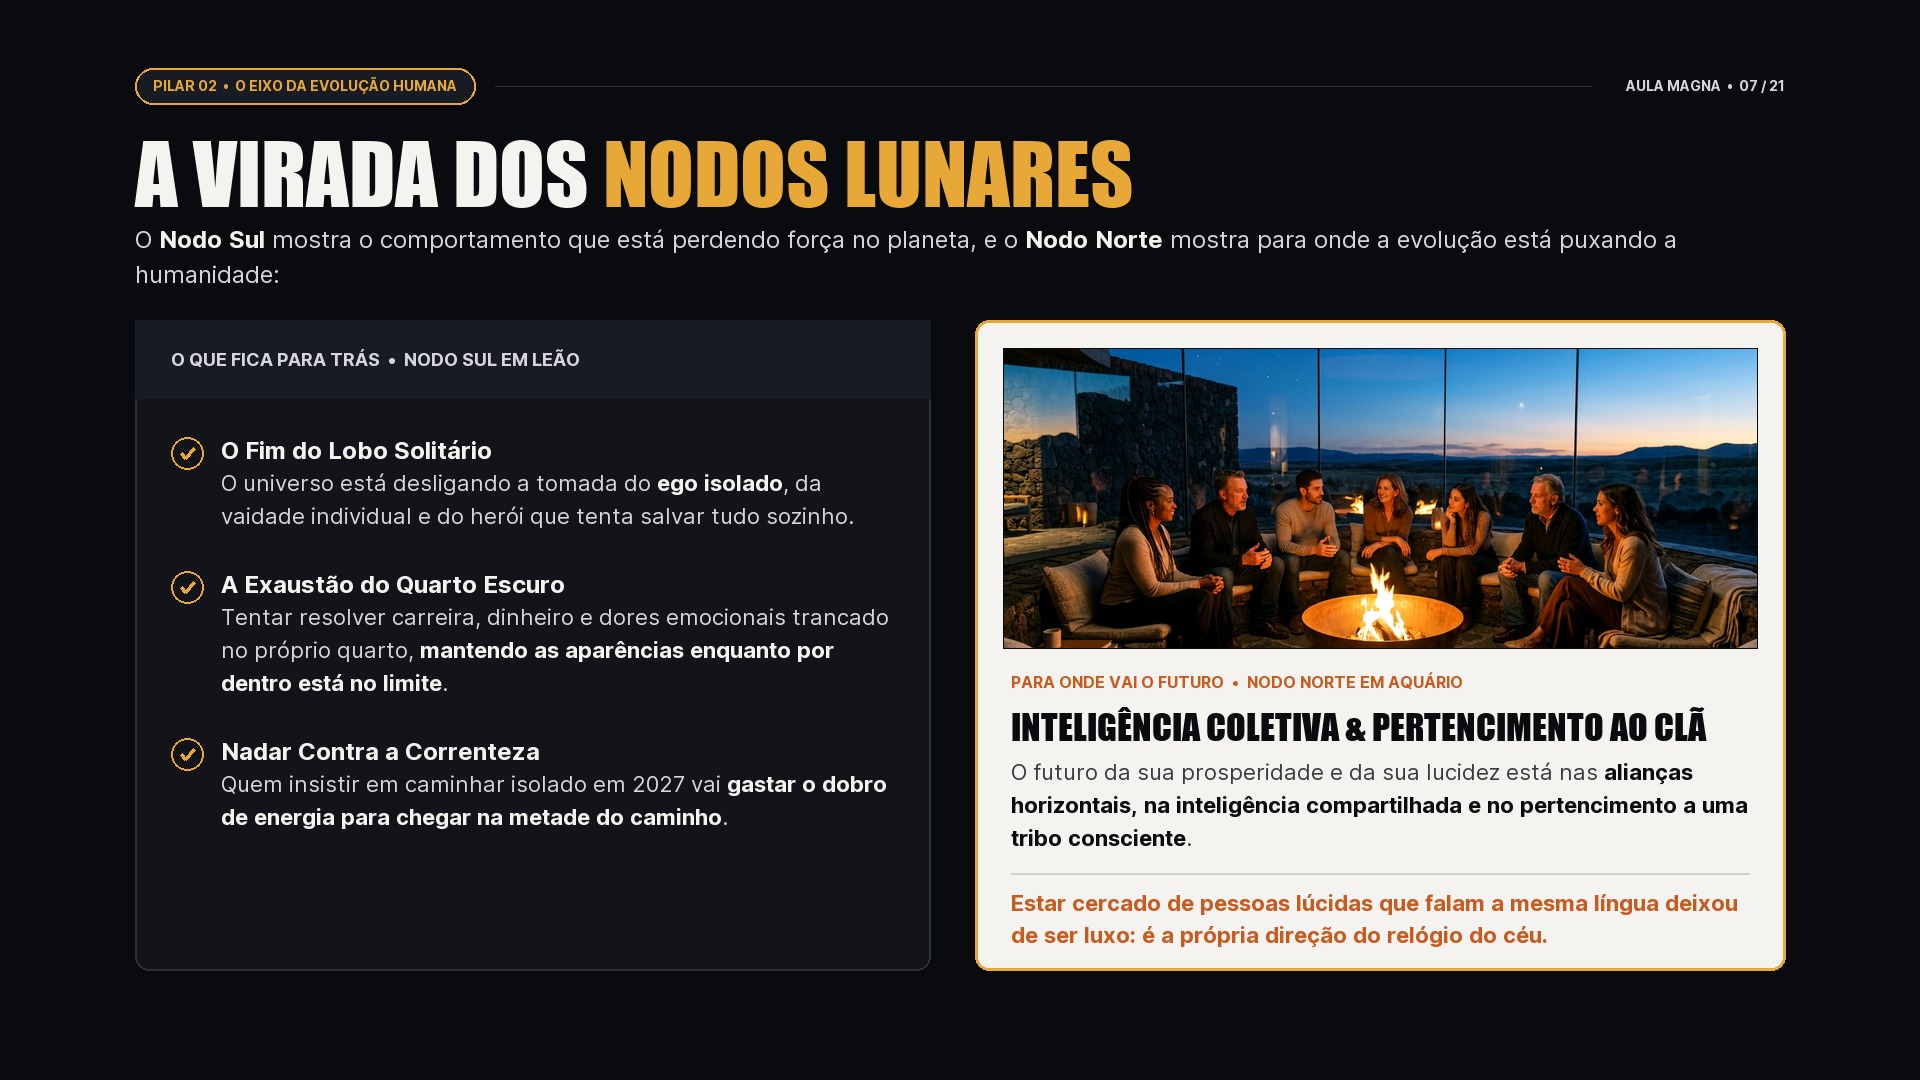 PILAR 02 • O EIXO DA EVOLUÇÃO HUMANA
AULA MAGNA • 07 / 21
A VIRADA DOS NODOS LUNARES
O Nodo Sul mostra o comportamento que está perdendo força no planeta, e o Nodo Norte mostra para onde a evolução está puxando a
humanidade:
O QUE FICA PARA TRÁS • NODO SUL EM LEÃO
O Fim do Lobo Solitário
O universo está desligando a tomada do ego isolado, da
vaidade individual e do herói que tenta salvar tudo sozinho.
A Exaustão do Quarto Escuro
Tentar resolver carreira, dinheiro e dores emocionais trancado
no próprio quarto, mantendo as aparências enquanto por
dentro está no limite.
Nadar Contra a Correnteza
Quem insistir em caminhar isolado em 2027 vai gastar o dobro
de energia para chegar na metade do caminho.
PARA ONDE VAI O FUTURO • NODO NORTE EM AQUÁRIO
INTELIGÊNCIA COLETIVA & PERTENCIMENTO AO CLÃ
O futuro da sua prosperidade e da sua lucidez está nas alianças
horizontais, na inteligência compartilhada e no pertencimento a uma
tribo consciente.
Estar cercado de pessoas lúcidas que falam a mesma língua deixou
de ser luxo: é a própria direção do relógio do céu.